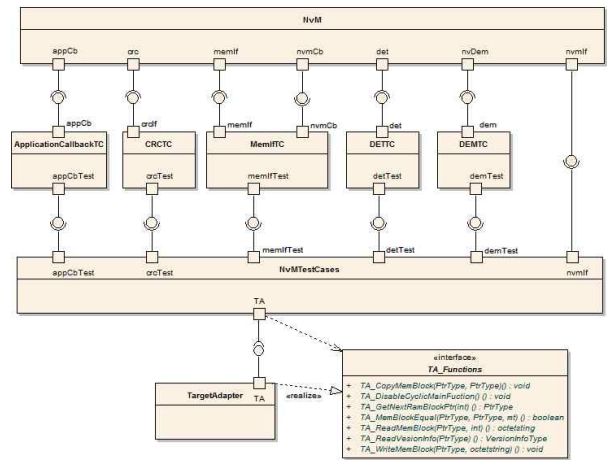 NvM
appCb crc memIf nvmCb det nvDem nvmIf
appCb crcIf memIf nvmCb det dem
ApplicationCallbackTC CRCTC MemIfTC DETTC DEMTC
appCbTest crcTest memIfTest detTest demTest
memIfTest detTest demTest
appCbTest crcTest NvMTestCases nvmIf
TA
«interface»
TA_Functions
TargetAdapter TA «realize»
+ TA_CopyMemBlock(PtrType, PtrType)() : void
+ TA_DisableCyclicMainFuction() () : void
+ TA_GetNextRamBlockPtr(int) () : PtrType
+ TA_MemBlockEqual(PtrType, PtrType, int) () : boolean
+ TA_ReadMemBlock(PtrType, int) () : octetsting
+ TA_ReadVesionInfo(PtrType) () : VersionInfoType
+ TA_WriteMemBlock(PtrType, octetstring) () : void